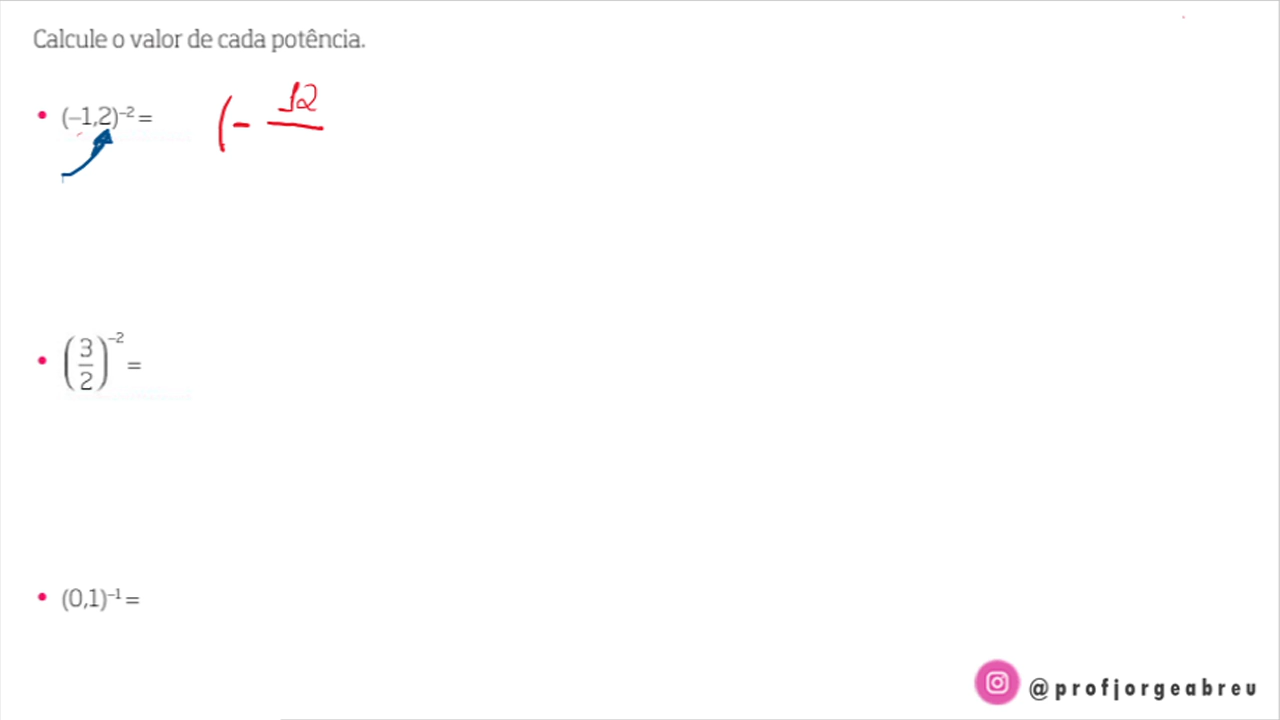 Calcule o valor de cada potência.
• (–1,2)⁻² = (- 12
• (3/2)⁻² =
• (0,1)⁻¹ =
@profjorgeabreu